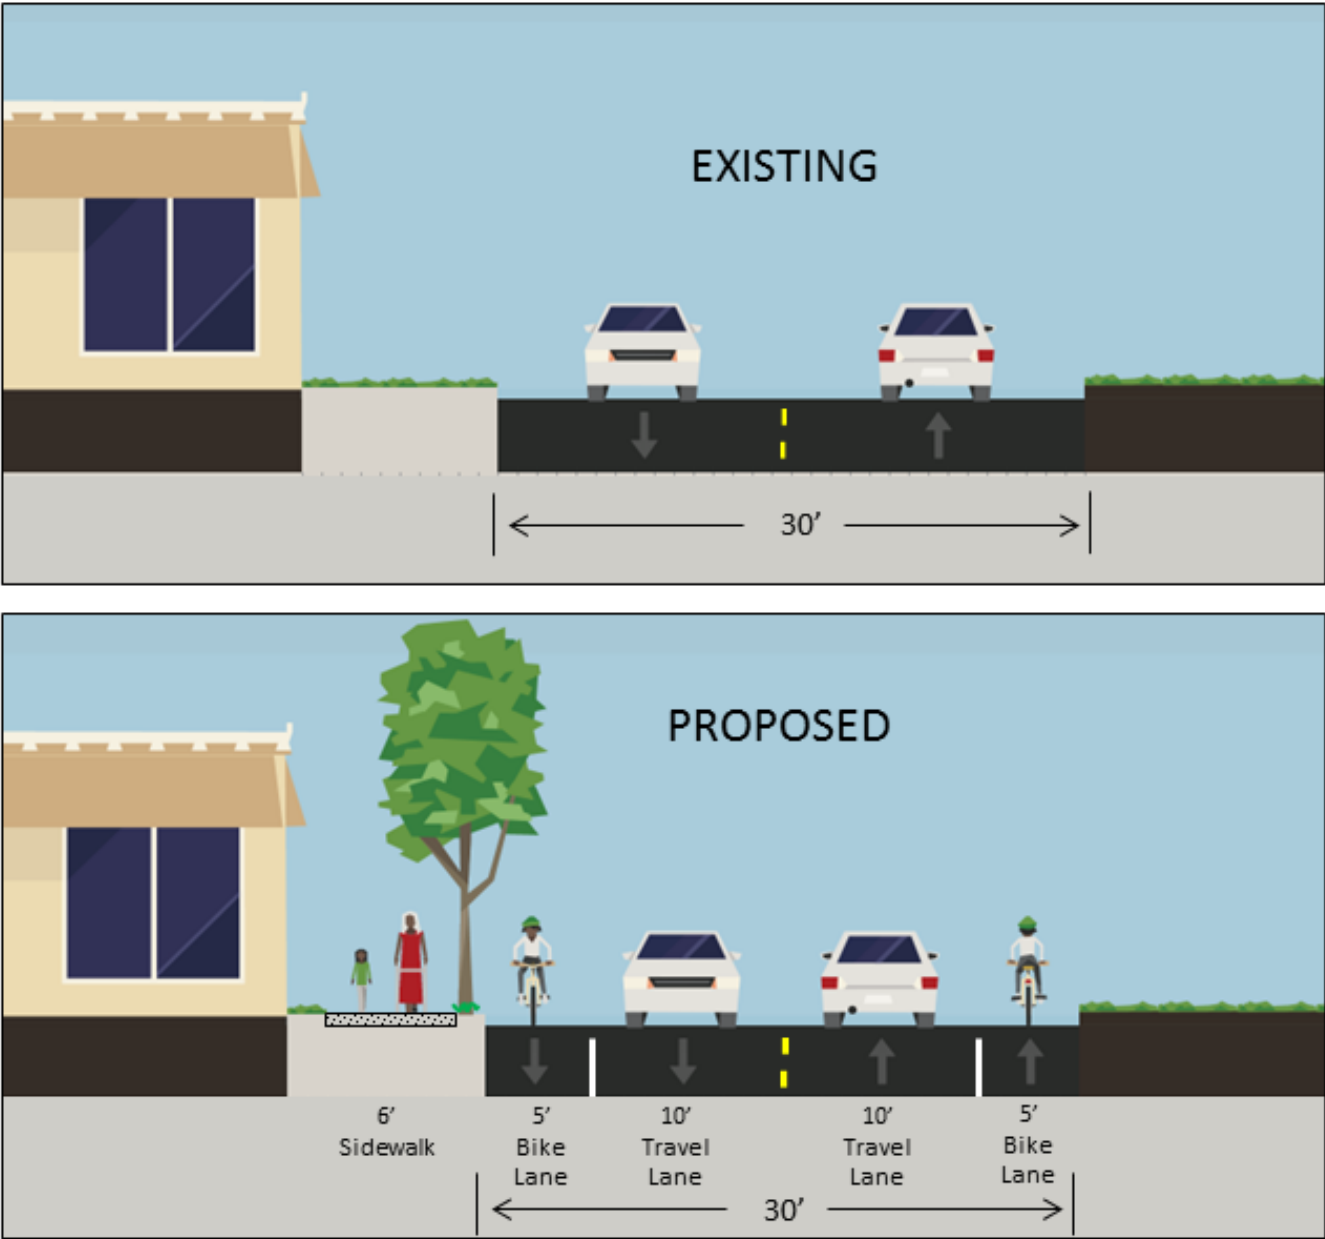 EXISTING
30’
PROPOSED
6’
Sidewalk
5’
Bike
Lane
10’
Travel
Lane
10’
Travel
Lane
5’
Bike
Lane
30’